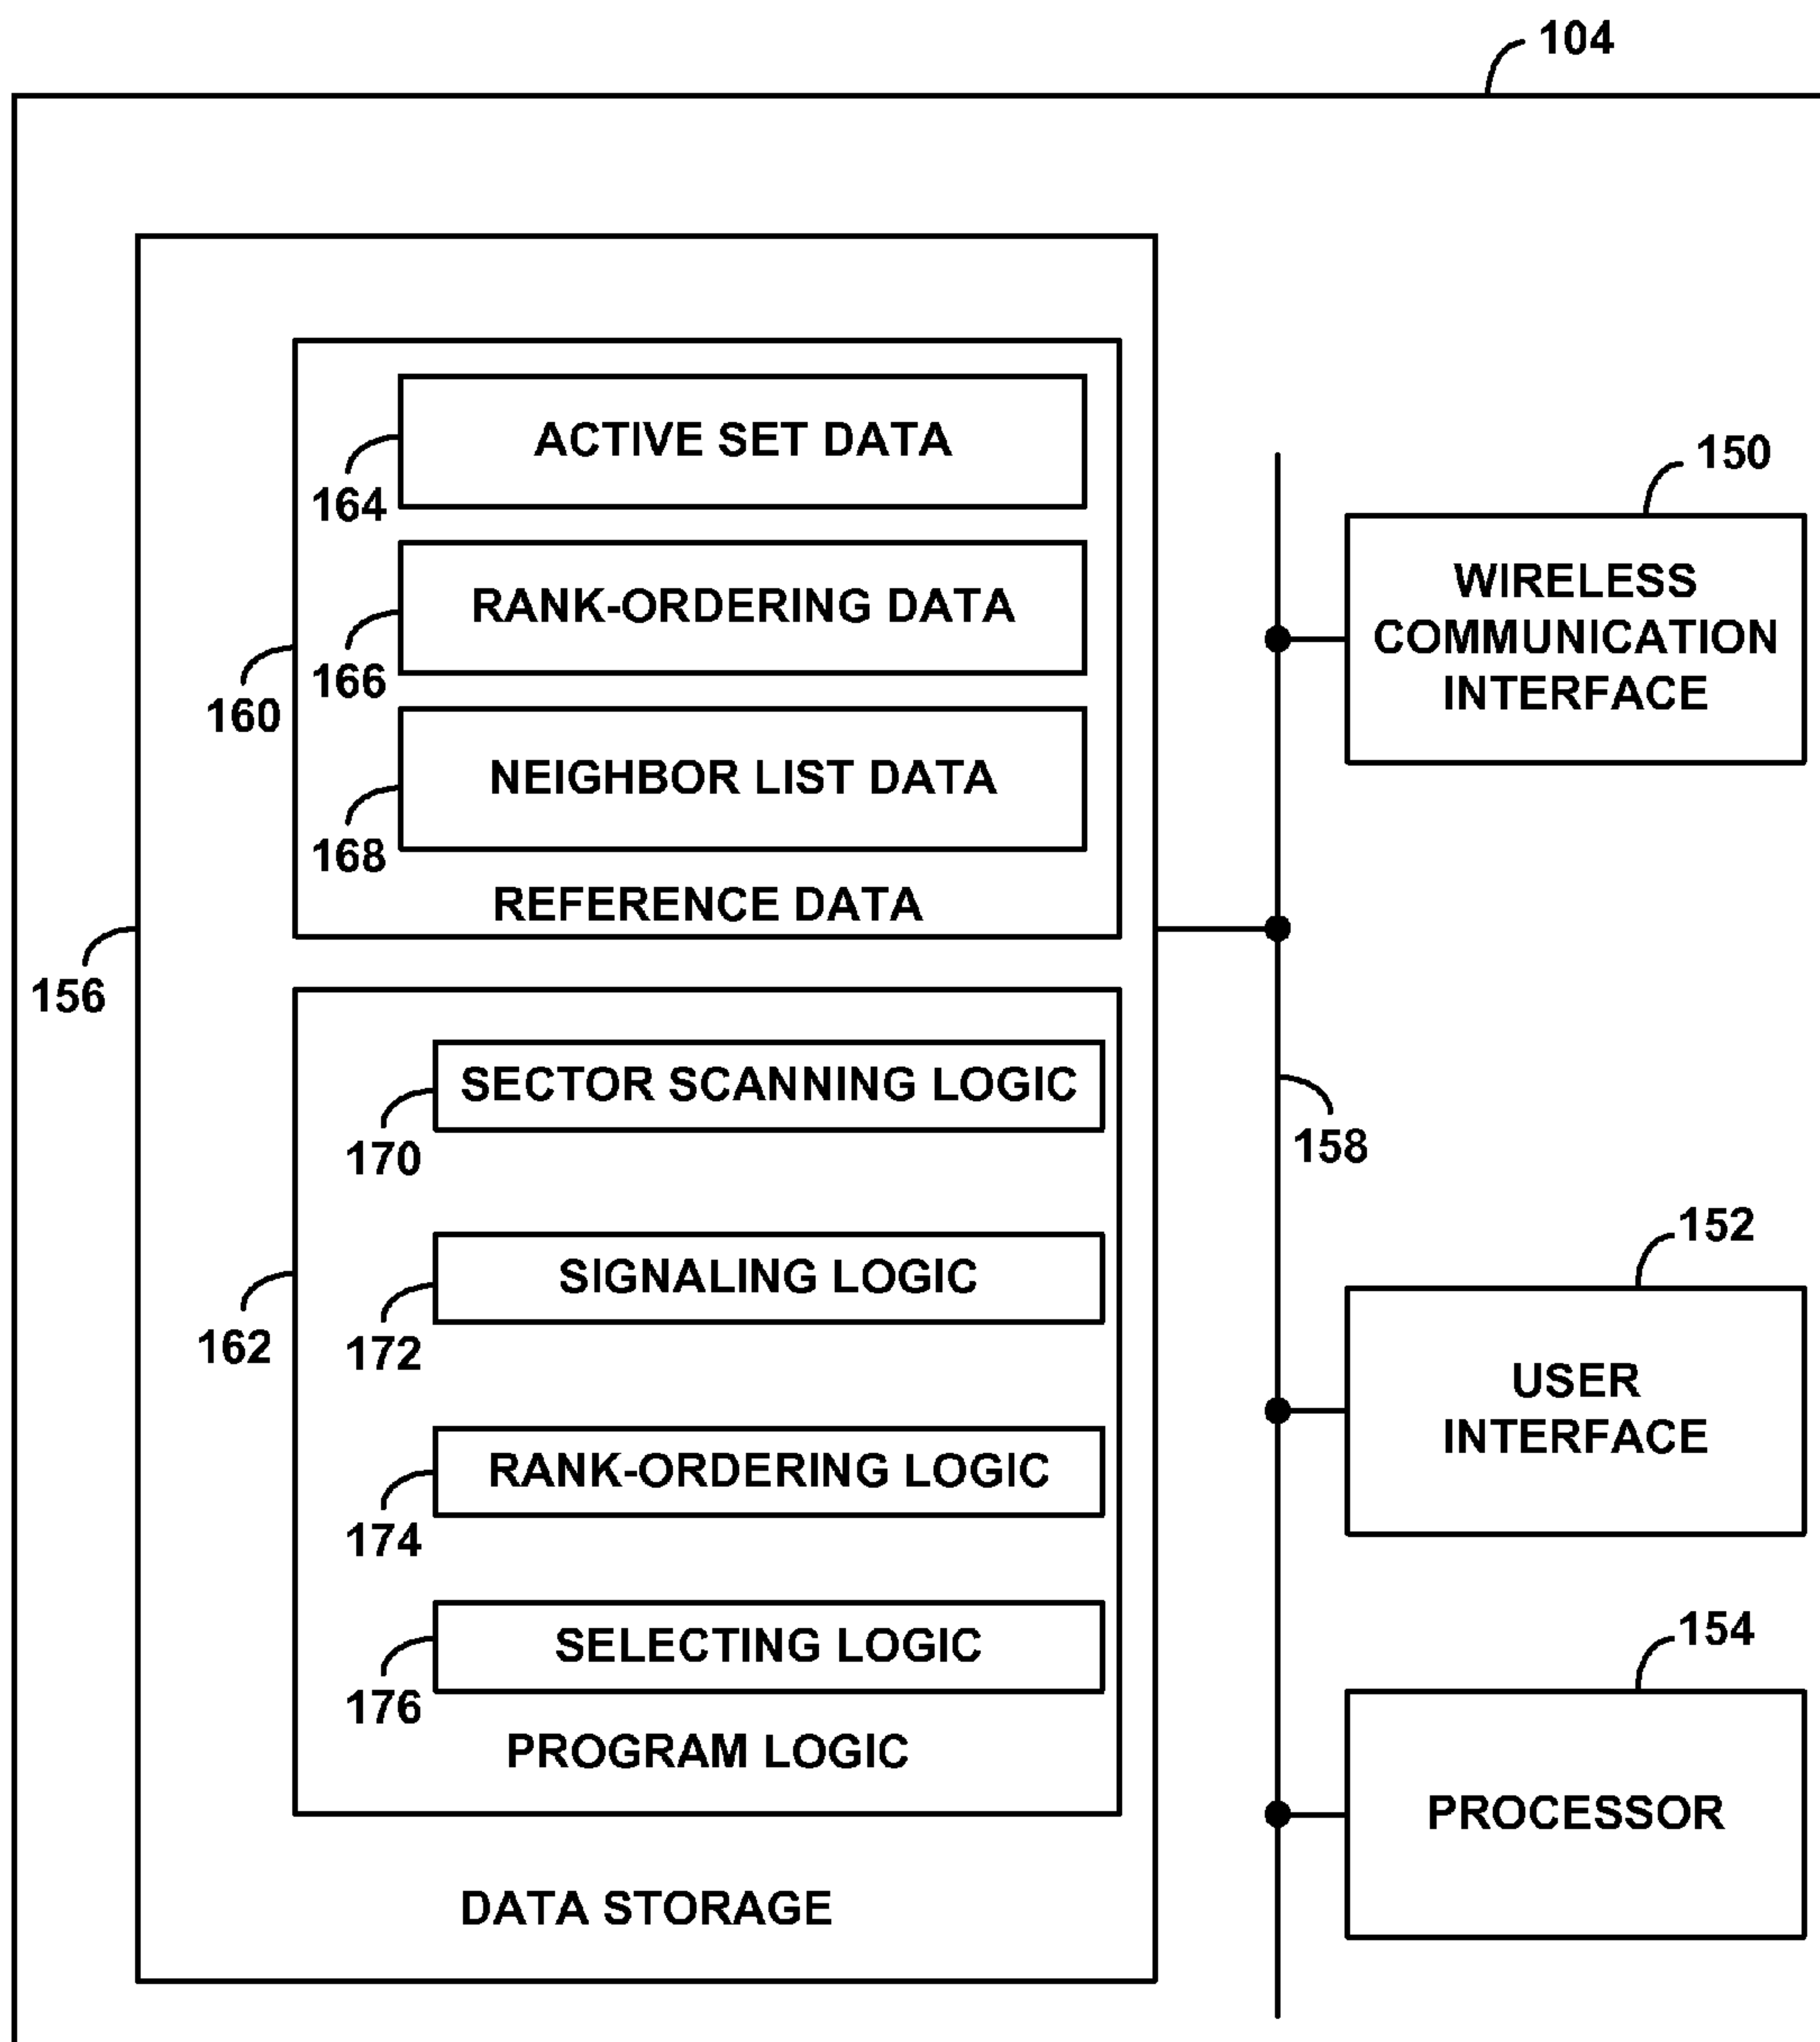 104
ACTIVE SET DATA
164
RANK-ORDERING DATA
166
160
NEIGHBOR LIST DATA
168
REFERENCE DATA
156
SECTOR SCANNING LOGIC
170
SIGNALING LOGIC
172
162
RANK-ORDERING LOGIC
174
SELECTING LOGIC
176
PROGRAM LOGIC
DATA STORAGE
150
WIRELESS
COMMUNICATION
INTERFACE
158
152
USER
INTERFACE
154
PROCESSOR